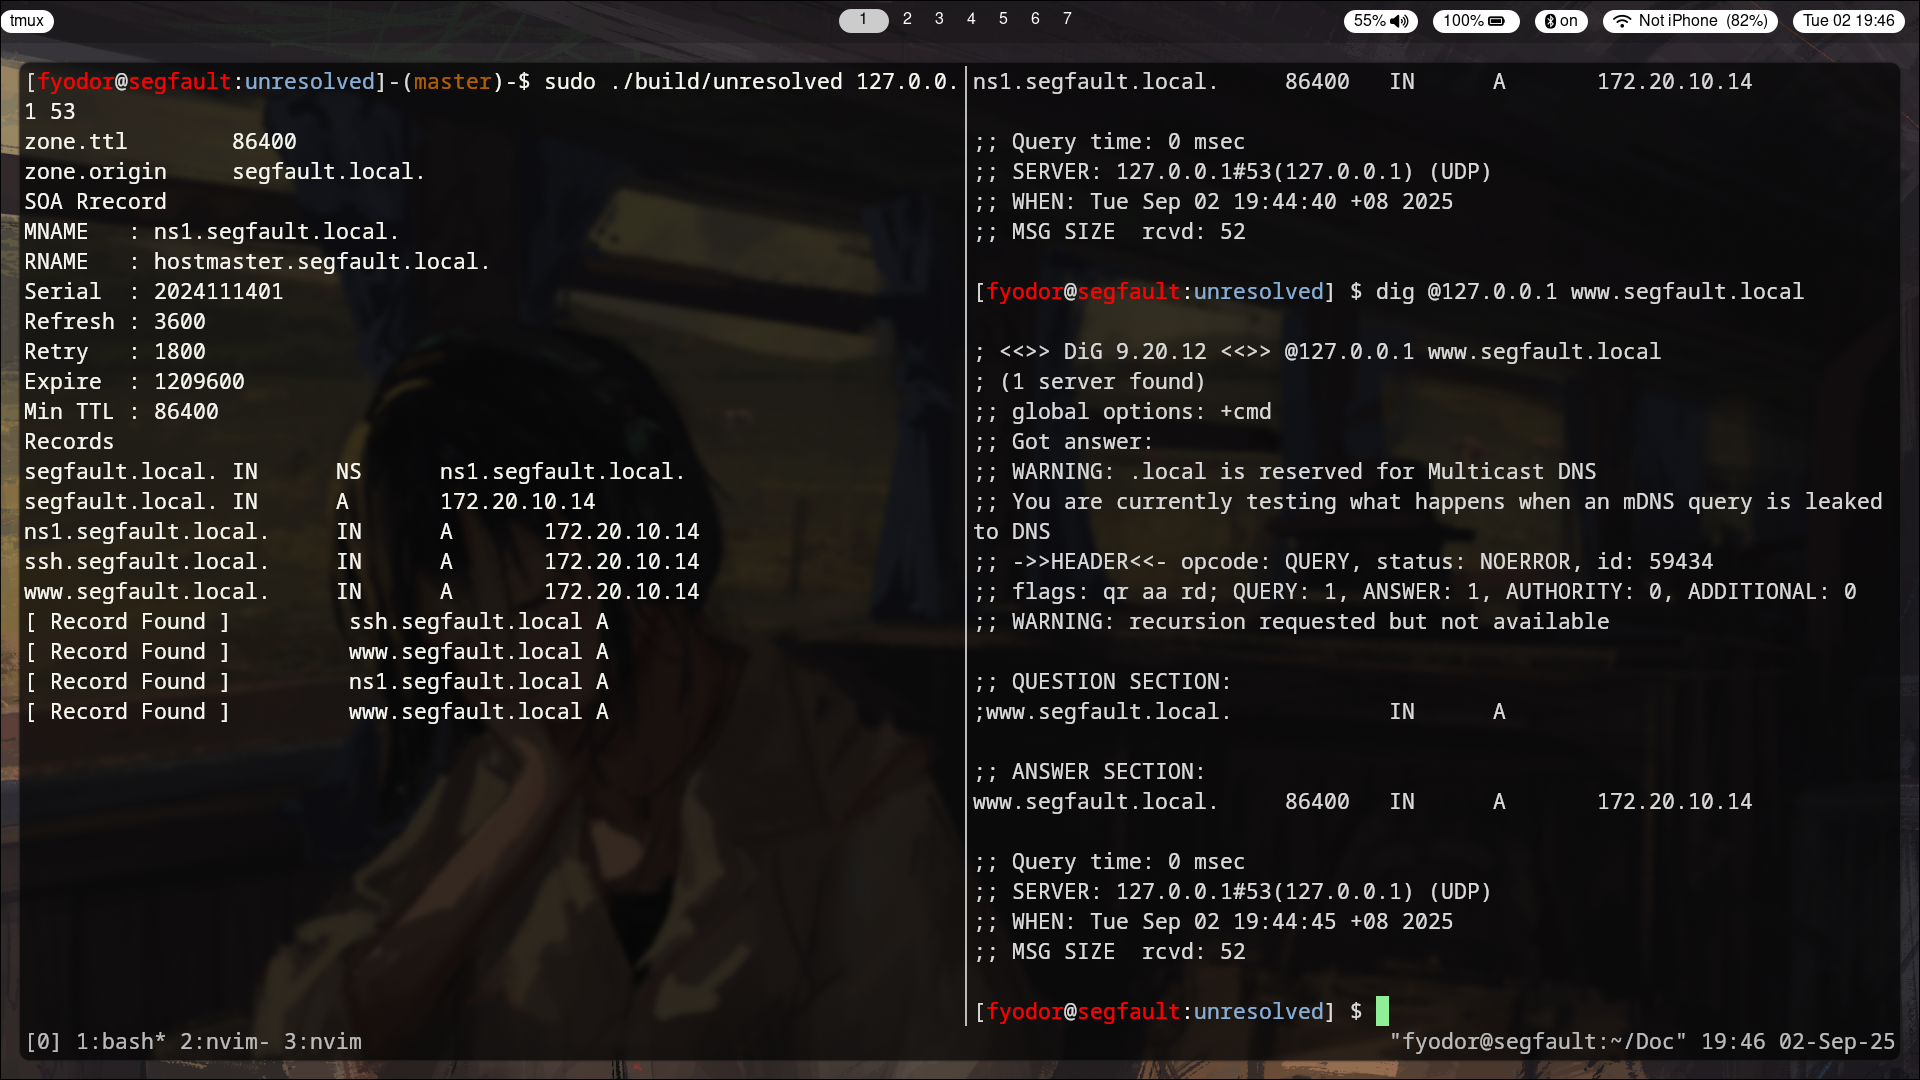 tmux
1 2 3 4 5 6 7
55% 100% on Not iPhone (82%) Tue 02 19:46
[fyodor@segfault:unresolved]-(master)-$ sudo ./build/unresolved 127.0.0.
1 53
zone.ttl 86400
zone.origin segfault.local.
SOA Rrecord
MNAME : ns1.segfault.local.
RNAME : hostmaster.segfault.local.
Serial : 2024111401
Refresh : 3600
Retry : 1800
Expire : 1209600
Min TTL : 86400
Records
segfault.local. IN NS ns1.segfault.local.
segfault.local. IN A 172.20.10.14
ns1.segfault.local. IN A 172.20.10.14
ssh.segfault.local. IN A 172.20.10.14
www.segfault.local. IN A 172.20.10.14
[ Record Found ] ssh.segfault.local A
[ Record Found ] www.segfault.local A
[ Record Found ] ns1.segfault.local A
[ Record Found ] www.segfault.local A
ns1.segfault.local. 86400 IN A 172.20.10.14
;; Query time: 0 msec
;; SERVER: 127.0.0.1#53(127.0.0.1) (UDP)
;; WHEN: Tue Sep 02 19:44:40 +08 2025
;; MSG SIZE rcvd: 52
[fyodor@segfault:unresolved] $ dig @127.0.0.1 www.segfault.local
; <<>> DiG 9.20.12 <<>> @127.0.0.1 www.segfault.local
; (1 server found)
;; global options: +cmd
;; Got answer:
;; WARNING: .local is reserved for Multicast DNS
;; You are currently testing what happens when an mDNS query is leaked
to DNS
;; ->>HEADER<<- opcode: QUERY, status: NOERROR, id: 59434
;; flags: qr aa rd; QUERY: 1, ANSWER: 1, AUTHORITY: 0, ADDITIONAL: 0
;; WARNING: recursion requested but not available
;; QUESTION SECTION:
;www.segfault.local. IN A
;; ANSWER SECTION:
www.segfault.local. 86400 IN A 172.20.10.14
;; Query time: 0 msec
;; SERVER: 127.0.0.1#53(127.0.0.1) (UDP)
;; WHEN: Tue Sep 02 19:44:45 +08 2025
;; MSG SIZE rcvd: 52
[fyodor@segfault:unresolved] $
[0] 1:bash* 2:nvim- 3:nvim "fyodor@segfault:~/Doc" 19:46 02-Sep-25